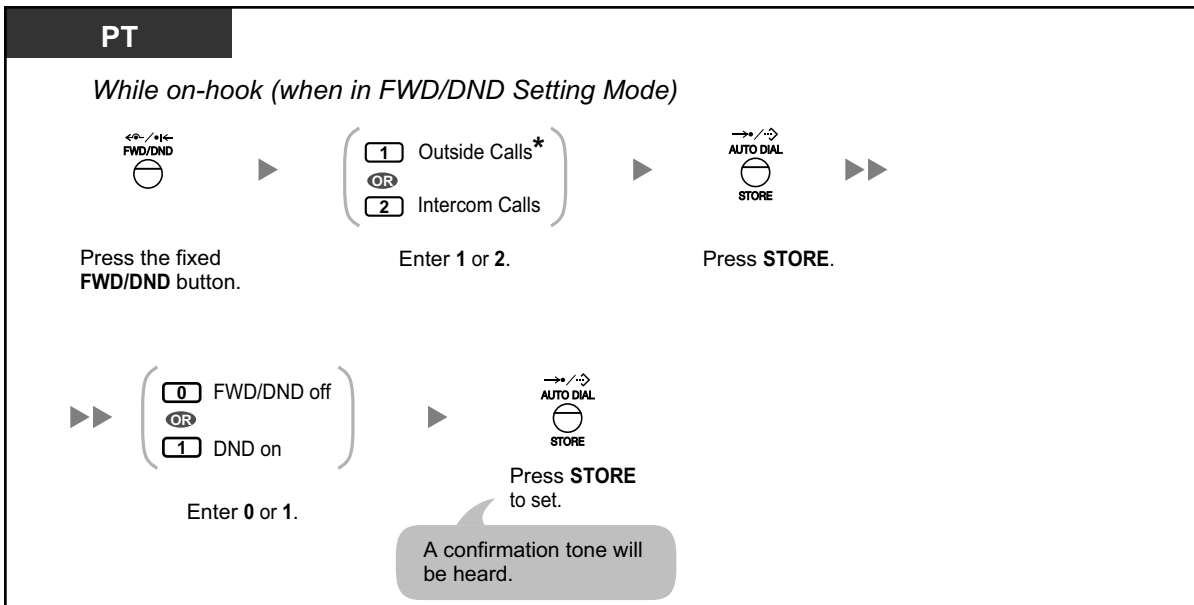 PT
While on-hook (when in FWD/DND Setting Mode)
FWD/DND
1 Outside Calls*
OR
2 Intercom Calls
AUTO DIAL
STORE
Press the fixed
FWD/DND button.
Enter 1 or 2.
Press STORE.
0 FWD/DND off
OR
1 DND on
AUTO DIAL
STORE
Enter 0 or 1.
Press STORE
to set.
A confirmation tone will
be heard.